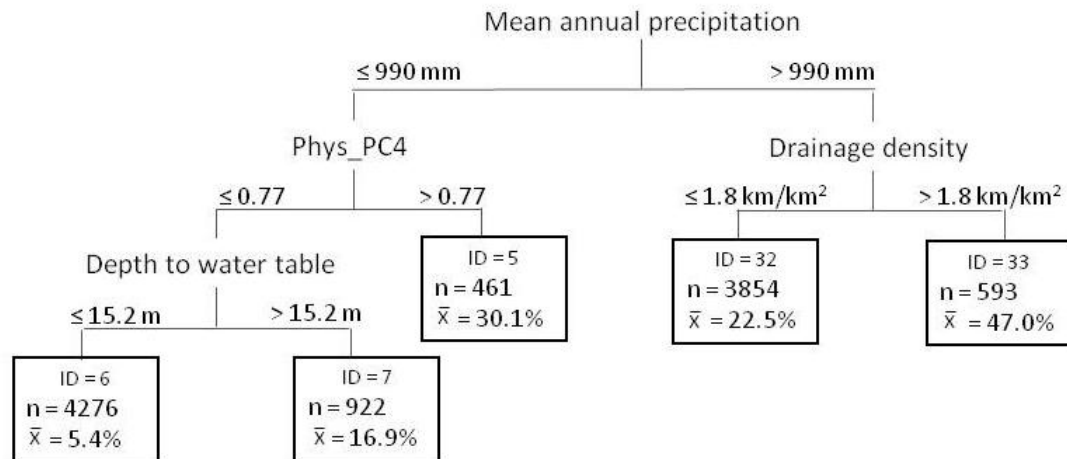 Mean annual precipitation
≤ 990 mm
> 990 mm
Phys_PC4
Drainage density
≤ 0.77
> 0.77
≤ 1.8 km/km²
> 1.8 km/km²
Depth to water table
ID = 5
n = 461
x̄ = 30.1%
ID = 32
n = 3854
x̄ = 22.5%
ID = 33
n = 593
x̄ = 47.0%
≤ 15.2 m
> 15.2 m
ID = 6
n = 4276
x̄ = 5.4%
ID = 7
n = 922
x̄ = 16.9%